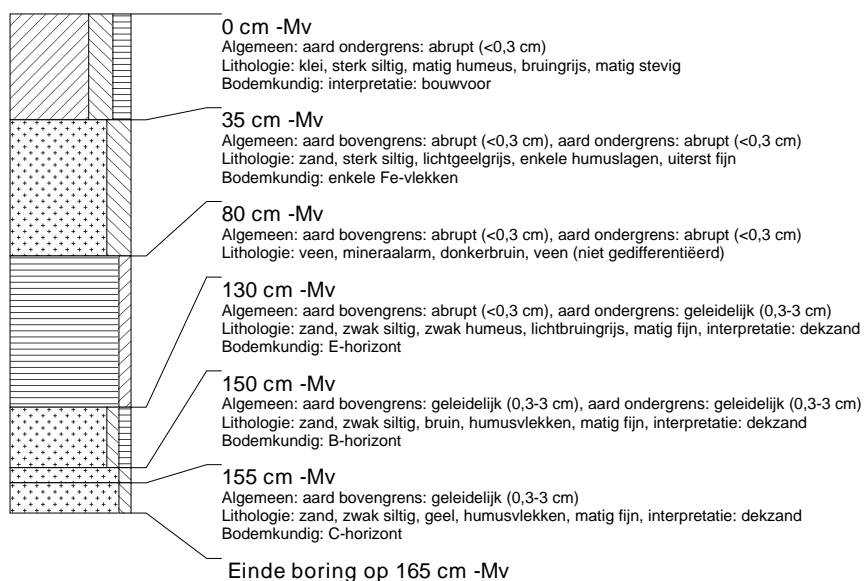 0 cm -Mv
Algemeen: aard ondergrens: abrupt (<0,3 cm)
Lithologie: klei, sterk siltig, matig humeus, bruingrijs, matig stevig
Bodemkundig: interpretatie: bouwvoor
35 cm -Mv
Algemeen: aard bovengrens: abrupt (<0,3 cm), aard ondergrens: abrupt (<0,3 cm)
Lithologie: zand, sterk siltig, lichtgeelgrijs, enkele humuslagen, uiterst fijn
Bodemkundig: enkele Fe-vlekken
80 cm -Mv
Algemeen: aard bovengrens: abrupt (<0,3 cm), aard ondergrens: abrupt (<0,3 cm)
Lithologie: veen, mineraalarm, donkerbruin, veen (niet gedifferentiëerd)
130 cm -Mv
Algemeen: aard bovengrens: abrupt (<0,3 cm), aard ondergrens: geleidelijk (0,3-3 cm)
Lithologie: zand, zwak siltig, zwak humeus, lichtbruingrijs, matig fijn, interpretatie: dekzand
Bodemkundig: E-horizont
150 cm -Mv
Algemeen: aard bovengrens: geleidelijk (0,3-3 cm), aard ondergrens: geleidelijk (0,3-3 cm)
Lithologie: zand, zwak siltig, bruin, humusvlekken, matig fijn, interpretatie: dekzand
Bodemkundig: B-horizont
155 cm -Mv
Algemeen: aard bovengrens: geleidelijk (0,3-3 cm)
Lithologie: zand, zwak siltig, geel, humusvlekken, matig fijn, interpretatie: dekzand
Bodemkundig: C-horizont
Einde boring op 165 cm -Mv